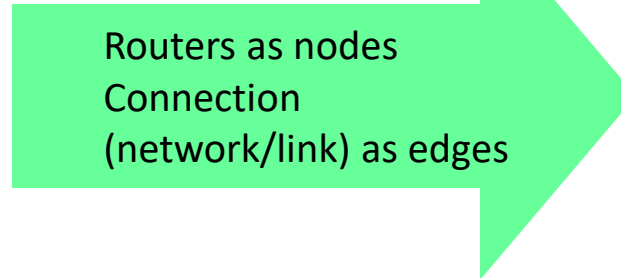 Routers as nodes
Connection
(network/link) as edges